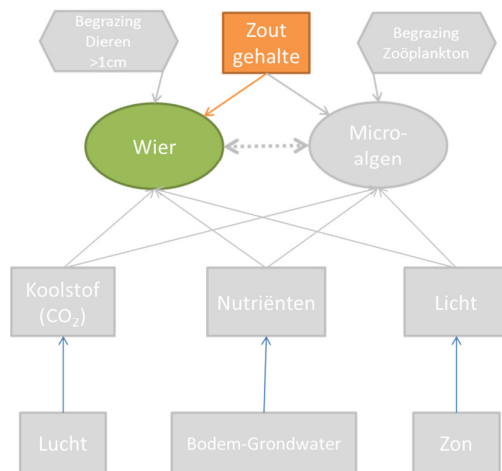 Begrazing
Dieren
>1cm
Zout
gehalte
Begrazing
Zoöplankton
Wier
Micro-
algen
Koolstof
(CO₂)
Nutriënten
Licht
Lucht
Bodem-Grondwater
Zon